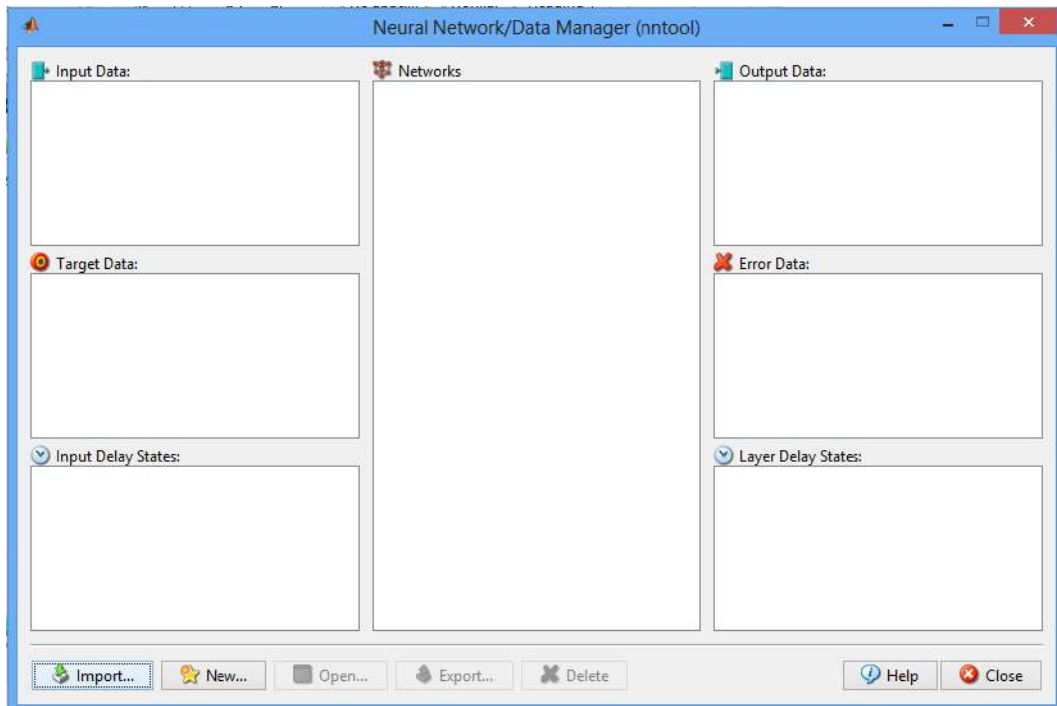 Neural Network/Data Manager (nntool)
Input Data:
Networks
Output Data:
Target Data:
Error Data:
Input Delay States:
Layer Delay States:
Import...
New...
Open...
Export...
Delete
Help
Close